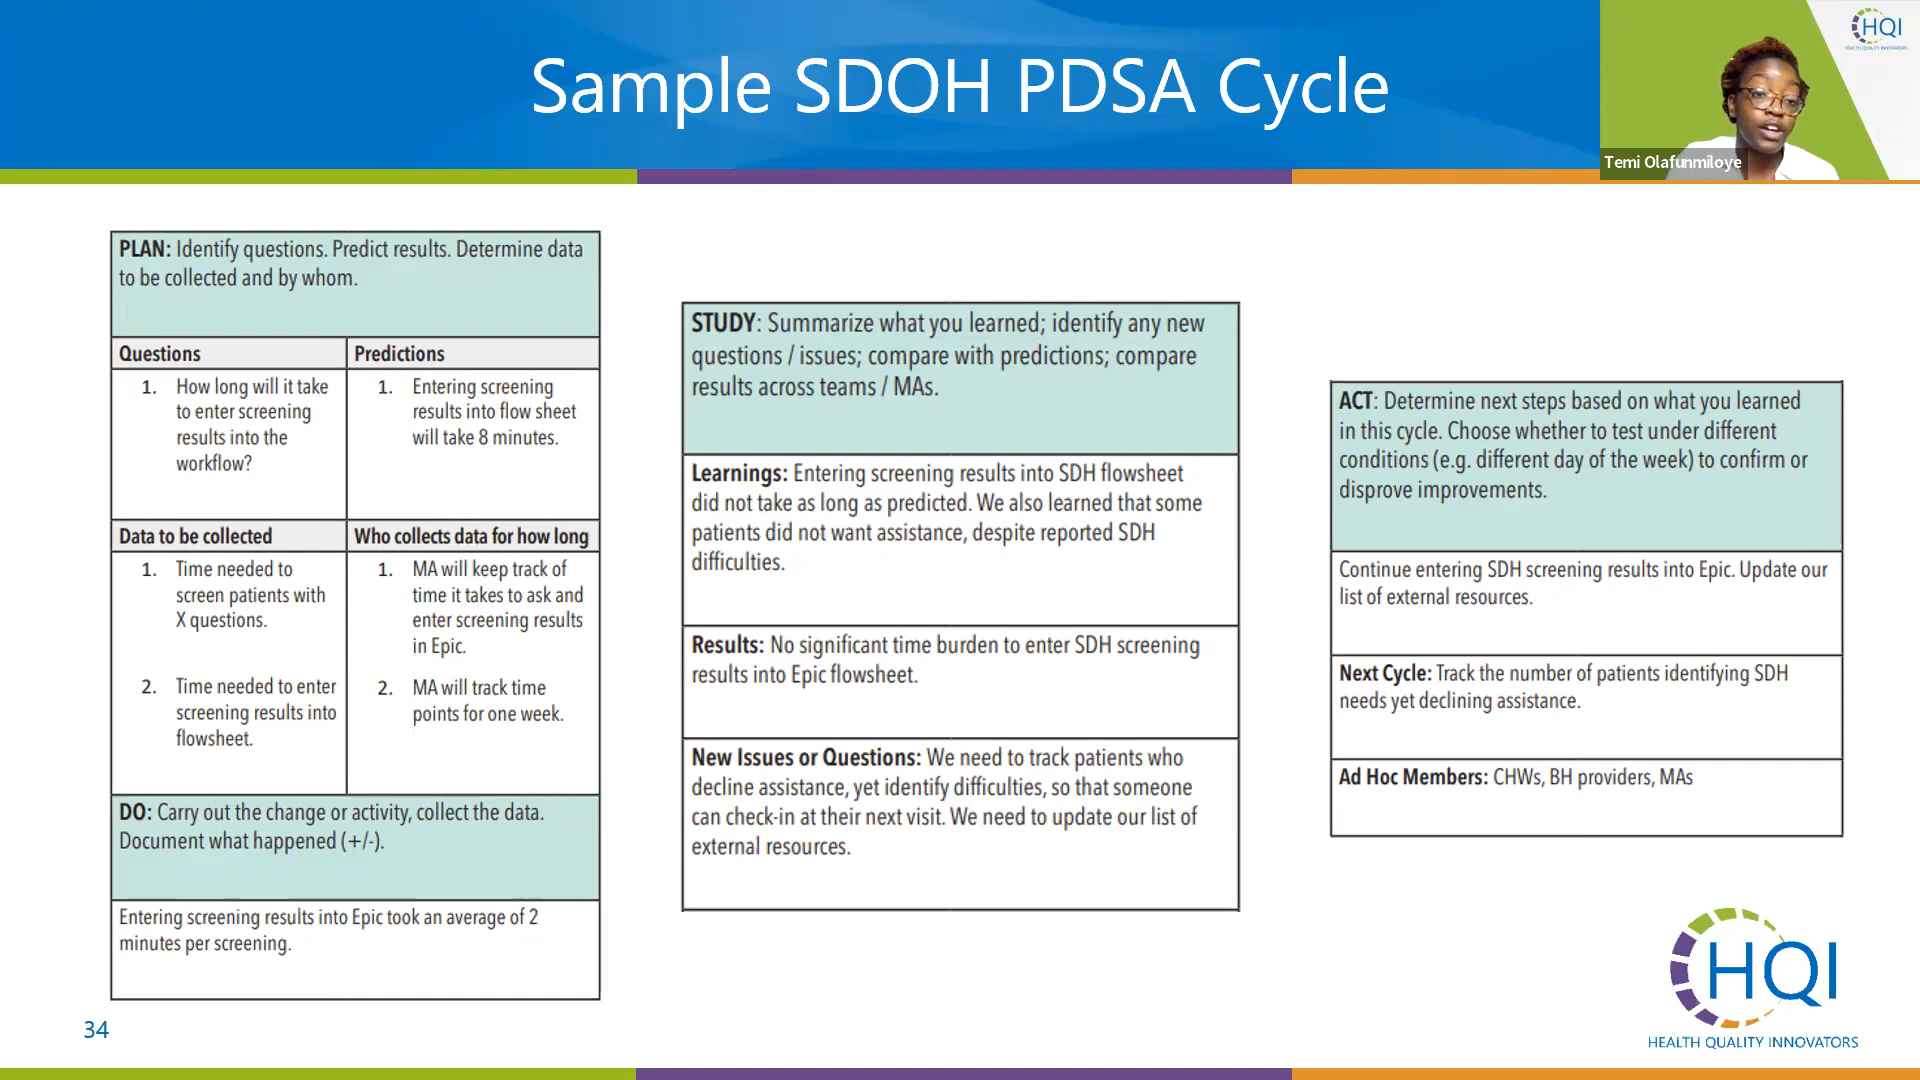 Sample SDOH PDSA Cycle
HQI
HEALTH QUALITY INNOVATORS
Temi Olafunmiloye
PLAN: Identify questions. Predict results. Determine data
to be collected and by whom.
Questions
Predictions
1. How long will it take
to enter screening
results into the
workflow?
1. Entering screening
results into flow sheet
will take 8 minutes.
Data to be collected
Who collects data for how long
1. Time needed to
screen patients with
X questions.
2. Time needed to enter
screening results into
flowsheet.
1. MA will keep track of
time it takes to ask and
enter screening results
in Epic.
2. MA will track time
points for one week.
DO: Carry out the change or activity, collect the data.
Document what happened (+/-).
Entering screening results into Epic took an average of 2
minutes per screening.
STUDY: Summarize what you learned; identify any new
questions / issues; compare with predictions; compare
results across teams / MAs.
Learnings: Entering screening results into SDH flowsheet
did not take as long as predicted. We also learned that some
patients did not want assistance, despite reported SDH
difficulties.
Results: No significant time burden to enter SDH screening
results into Epic flowsheet.
New Issues or Questions: We need to track patients who
decline assistance, yet identify difficulties, so that someone
can check-in at their next visit. We need to update our list of
external resources.
ACT: Determine next steps based on what you learned
in this cycle. Choose whether to test under different
conditions (e.g. different day of the week) to confirm or
disprove improvements.
Continue entering SDH screening results into Epic. Update our
list of external resources.
Next Cycle: Track the number of patients identifying SDH
needs yet declining assistance.
Ad Hoc Members: CHWs, BH providers, MAs
34
HQI
HEALTH QUALITY INNOVATORS